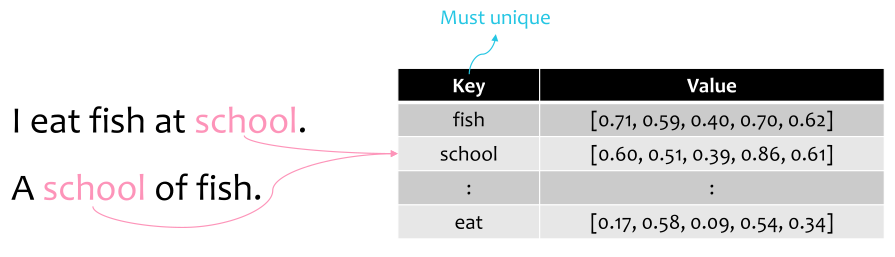 Must unique
I eat fish at school.
A school of fish.
Key Value
fish [0.71, 0.59, 0.40, 0.70, 0.62]
school [0.60, 0.51, 0.39, 0.86, 0.61]
: :
eat [0.17, 0.58, 0.09, 0.54, 0.34]